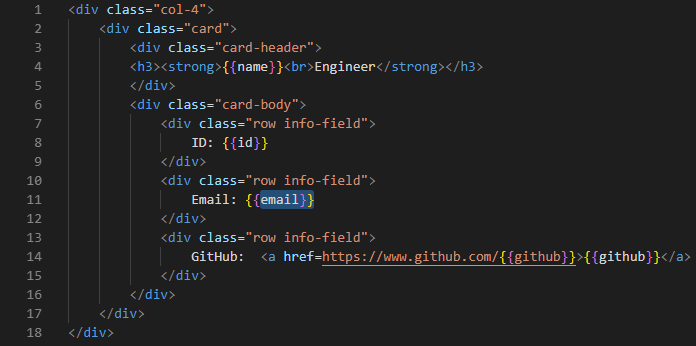 1 <div class="col-4">
2 <div class="card">
3 <div class="card-header">
4 <h3><strong>{{name}}<br>Engineer</strong></h3>
5 </div>
6 <div class="card-body">
7 <div class="row info-field">
8 ID: {{id}}
9 </div>
10 <div class="row info-field">
11 Email: {{email}}
12 </div>
13 <div class="row info-field">
14 GitHub:  <a href=https://www.github.com/{{github}}>{{github}}</a>
15 </div>
16 </div>
17 </div>
18 </div>